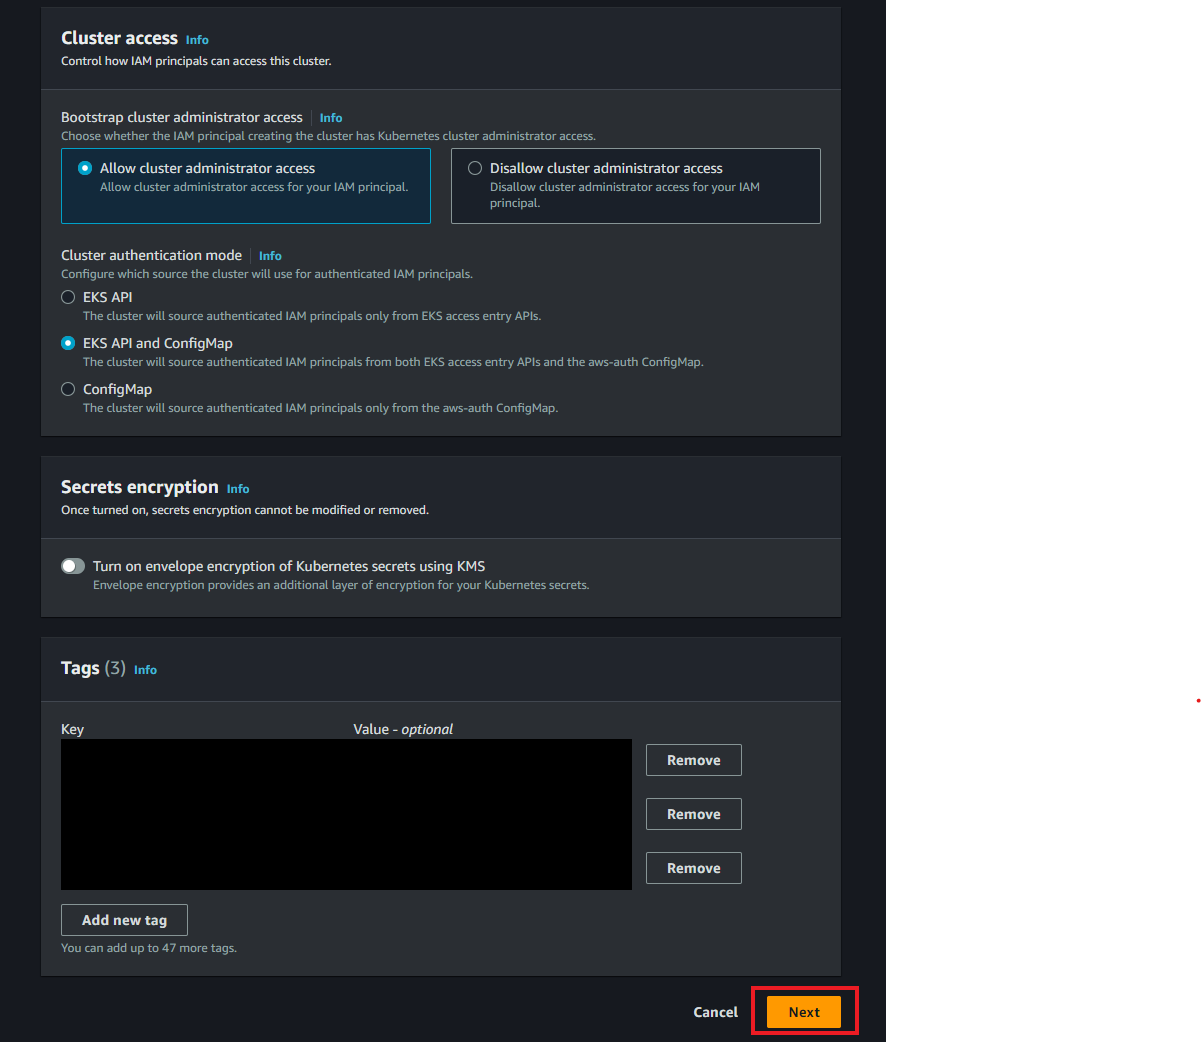 Cluster access Info
Control how IAM principals can access this cluster.
Bootstrap cluster administrator access Info
Choose whether the IAM principal creating the cluster has Kubernetes cluster administrator access.
Allow cluster administrator access
Allow cluster administrator access for your IAM principal.
Disallow cluster administrator access
Disallow cluster administrator access for your IAM
principal.
Cluster authentication mode Info
Configure which source the cluster will use for authenticated IAM principals.
EKS API
The cluster will source authenticated IAM principals only from EKS access entry APIs.
EKS API and ConfigMap
The cluster will source authenticated IAM principals from both EKS access entry APIs and the aws-auth ConfigMap.
ConfigMap
The cluster will source authenticated IAM principals only from the aws-auth ConfigMap.
Secrets encryption Info
Once turned on, secrets encryption cannot be modified or removed.
Turn on envelope encryption of Kubernetes secrets using KMS
Envelope encryption provides an additional layer of encryption for your Kubernetes secrets.
Tags (3) Info
Key Value - optional
Remove
Remove
Remove
Add new tag
You can add up to 47 more tags.
Cancel Next